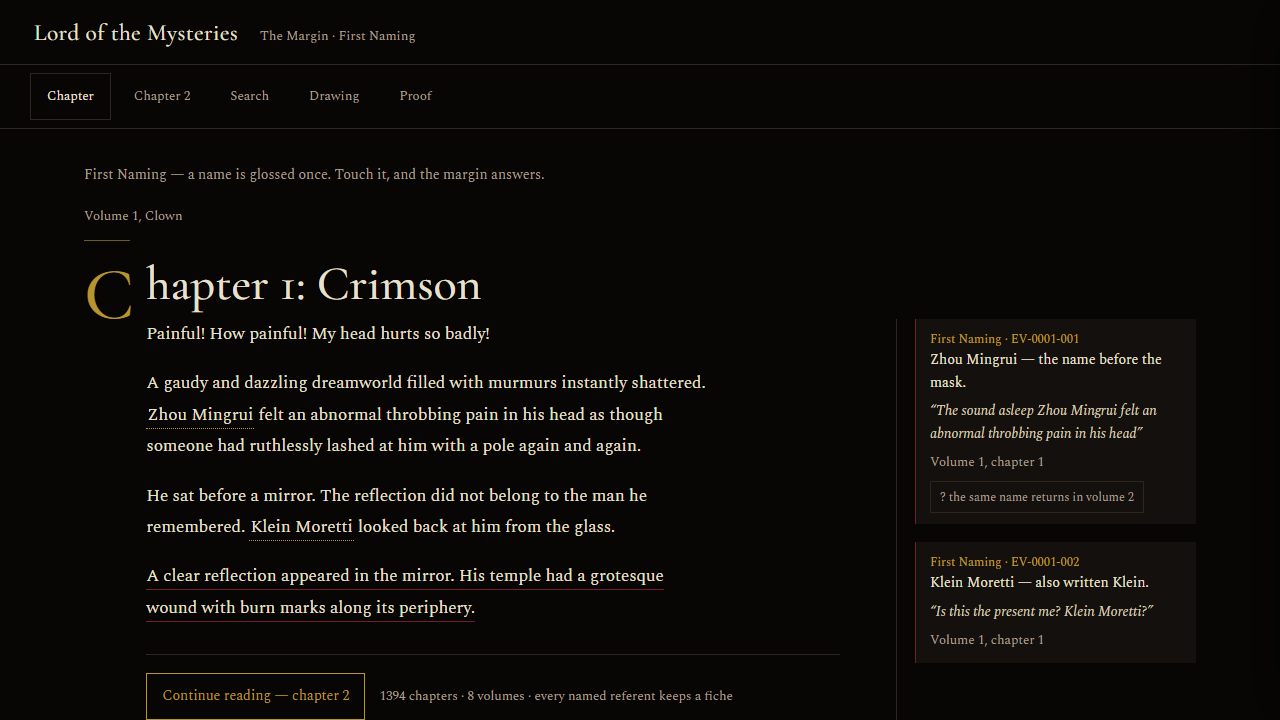 Lord of the Mysteries
The Margin · First Naming
Chapter
Chapter 2
Search
Drawing
Proof
First Naming — a name is glossed once. Touch it, and the margin answers.
Volume 1, Clown
Chapter 1: Crimson
Painful! How painful! My head hurts so badly!
A gaudy and dazzling dreamworld filled with murmurs instantly shattered.
Zhou Mingrui felt an abnormal throbbing pain in his head as though
someone had ruthlessly lashed at him with a pole again and again.
He sat before a mirror. The reflection did not belong to the man he
remembered. Klein Moretti looked back at him from the glass.
A clear reflection appeared in the mirror. His temple had a grotesque
wound with burn marks along its periphery.
Continue reading — chapter 2
1394 chapters · 8 volumes · every named referent keeps a fiche
First Naming · EV-0001-001
Zhou Mingrui — the name before the
mask.
“The sound asleep Zhou Mingrui felt an
abnormal throbbing pain in his head”
Volume 1, chapter 1
? the same name returns in volume 2
First Naming · EV-0001-002
Klein Moretti — also written Klein.
“Is this the present me? Klein Moretti?”
Volume 1, chapter 1